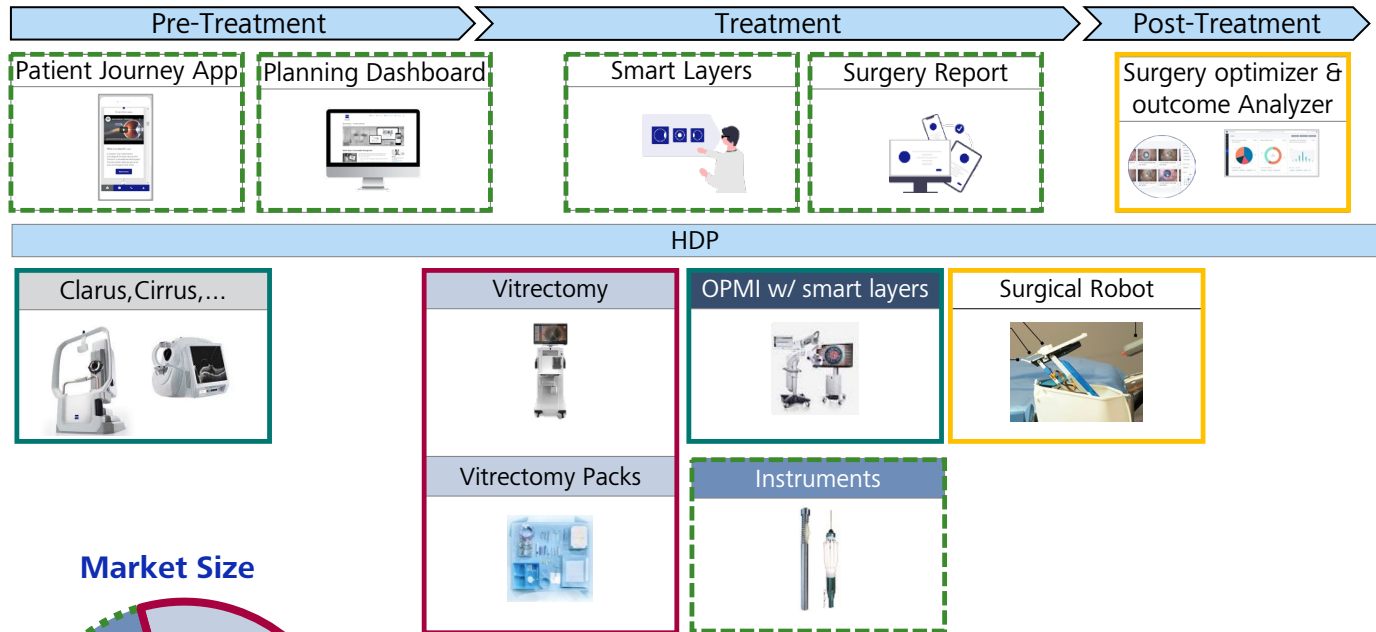 Pre-Treatment
Treatment
Post-Treatment
Patient Journey App
Planning Dashboard
Smart Layers
Surgery Report
Surgery optimizer &
outcome Analyzer
HDP
Clarus,Cirrus,...
Vitrectomy
OPMI w/ smart layers
Surgical Robot
Vitrectomy Packs
Instruments
Market Size